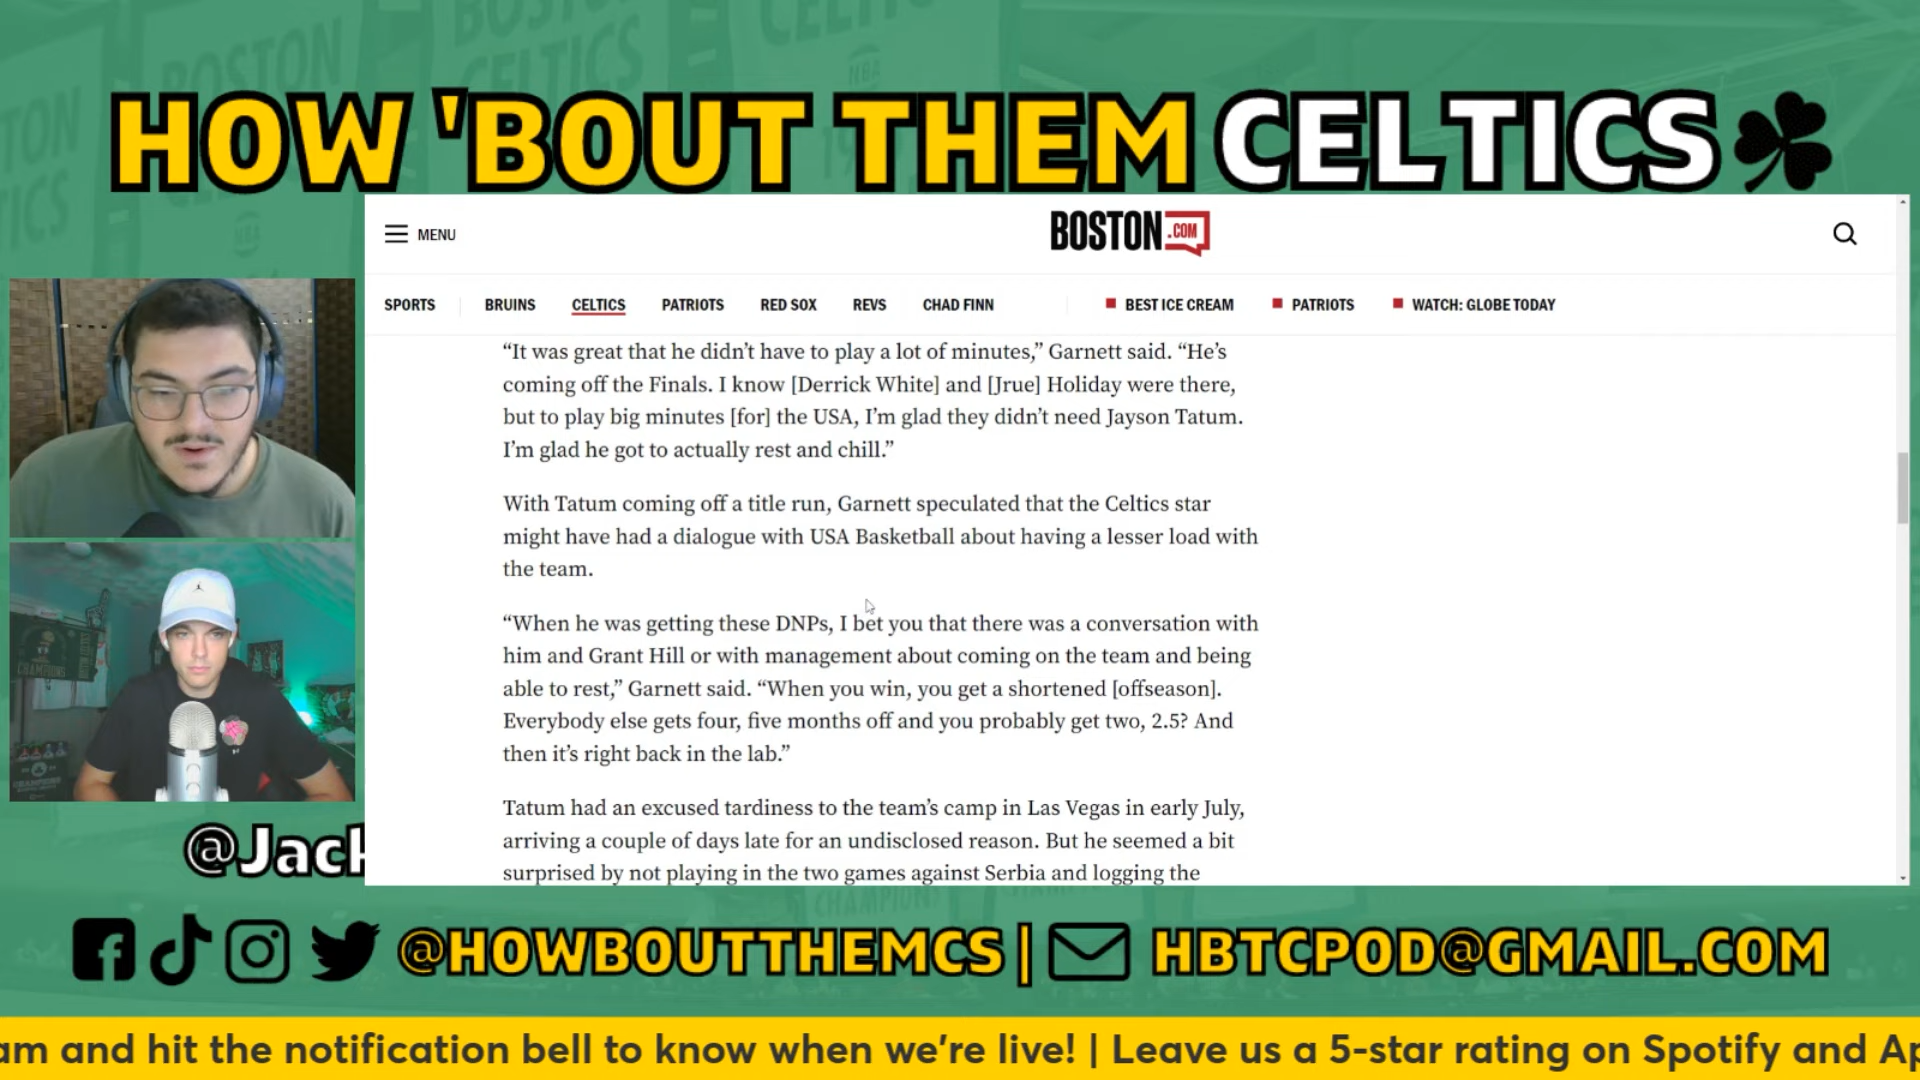 HOW 'BOUT THEM CELTICS
MENU
BOSTON.COM
SPORTS
BRUINS
CELTICS
PATRIOTS
RED SOX
REVS
CHAD FINN
BEST ICE CREAM
PATRIOTS
WATCH: GLOBE TODAY
“It was great that he didn’t have to play a lot of minutes,” Garnett said. “He’s
coming off the Finals. I know [Derrick White] and [Jrue] Holiday were there,
but to play big minutes [for] the USA, I’m glad they didn’t need Jayson Tatum.
I’m glad he got to actually rest and chill.”
With Tatum coming off a title run, Garnett speculated that the Celtics star
might have had a dialogue with USA Basketball about having a lesser load with
the team.
“When he was getting these DNPs, I bet you that there was a conversation with
him and Grant Hill or with management about coming on the team and being
able to rest,” Garnett said. “When you win, you get a shortened [offseason].
Everybody else gets four, five months off and you probably get two, 2.5? And
then it’s right back in the lab.”
Tatum had an excused tardiness to the team’s camp in Las Vegas in early July,
arriving a couple of days late for an undisclosed reason. But he seemed a bit
surprised by not playing in the two games against Serbia and logging the
@Jack
@HOWBOUTTHEMCS | HBTCPOD@GMAIL.COM
am and hit the notification bell to know when we’re live! | Leave us a 5-star rating on Spotify and Ap